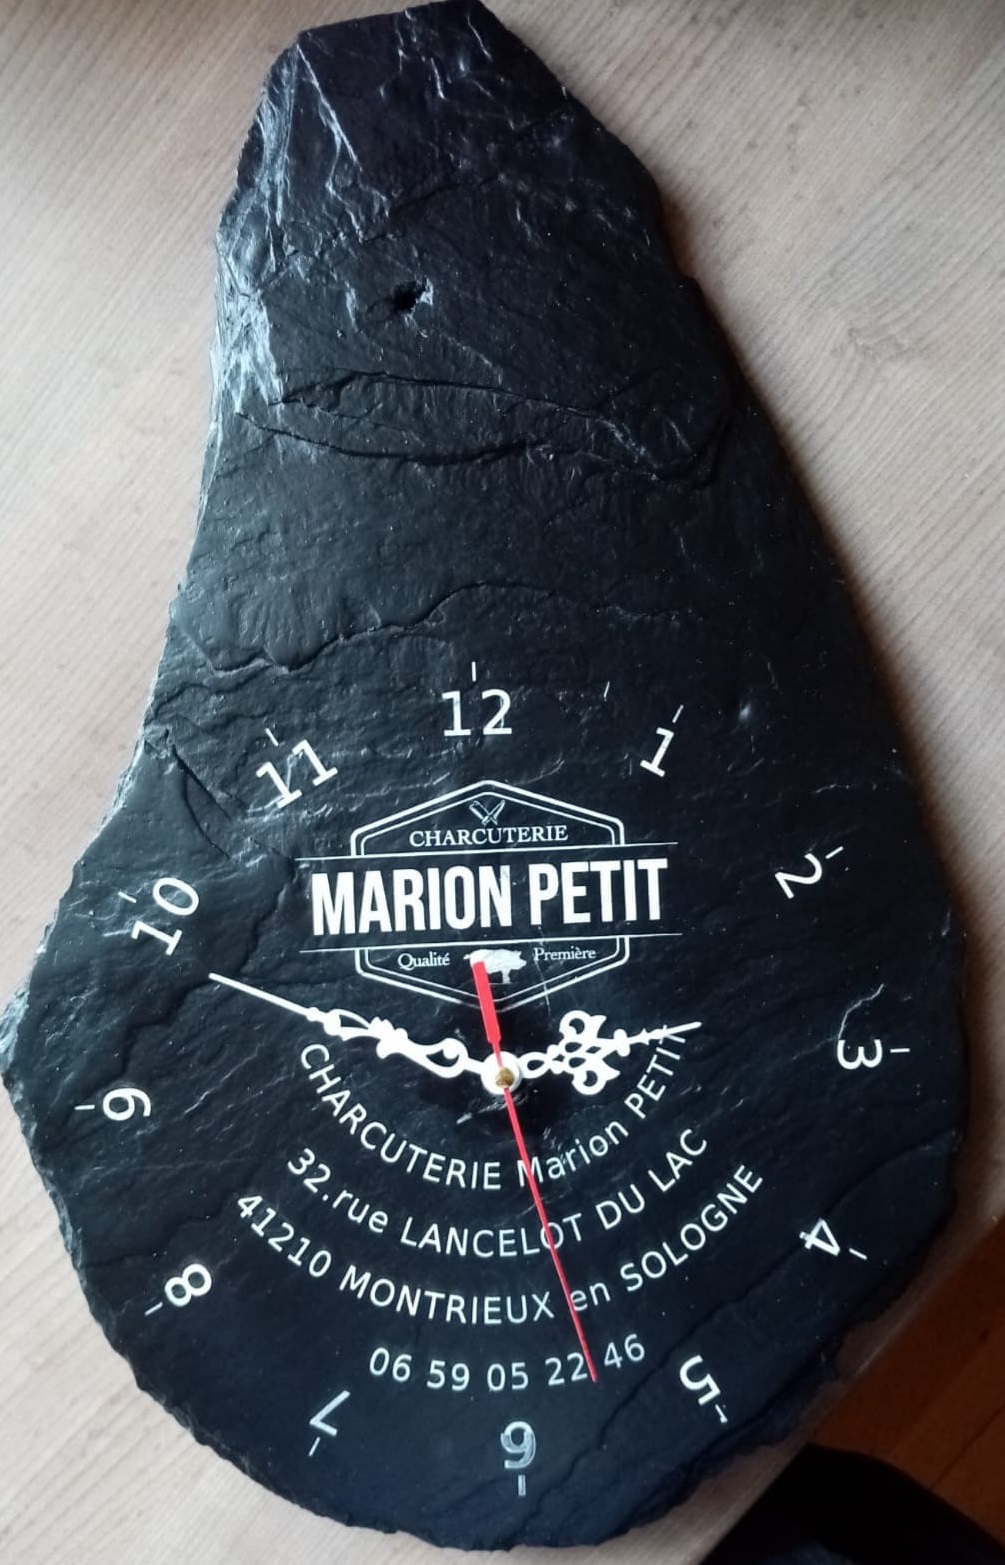 12
11
1
10
2
CHARCUTERIE
MARION PETIT
Qualité Première
9
3
CHARCUTERIE Marion PETIT
32.rue LANCELOT DU LAC
41210 MONTRIEUX en SOLOGNE
06 59 05 22 46
8
4
7
5
6